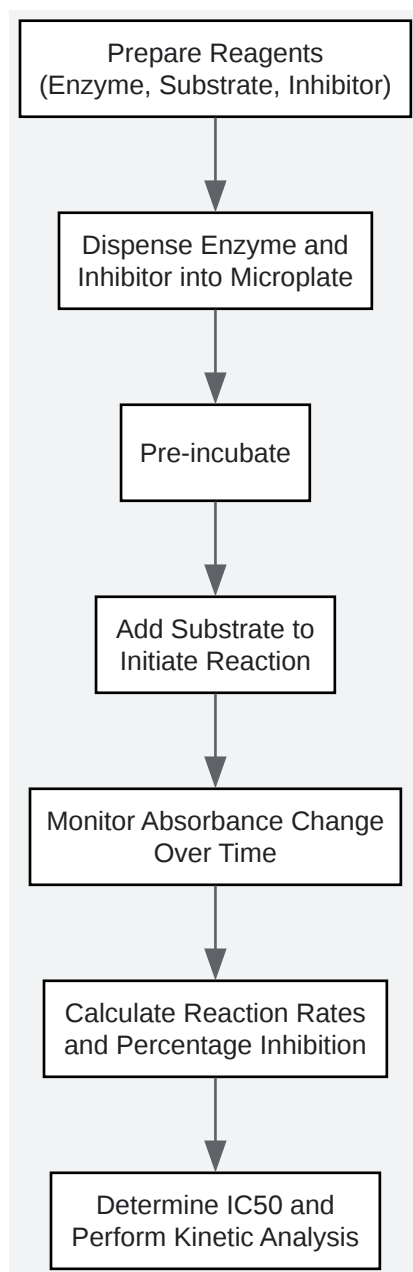 Prepare Reagents
(Enzyme, Substrate, Inhibitor)
Dispense Enzyme and
Inhibitor into Microplate
Pre-incubate
Add Substrate to
Initiate Reaction
Monitor Absorbance Change
Over Time
Calculate Reaction Rates
and Percentage Inhibition
Determine IC50 and
Perform Kinetic Analysis